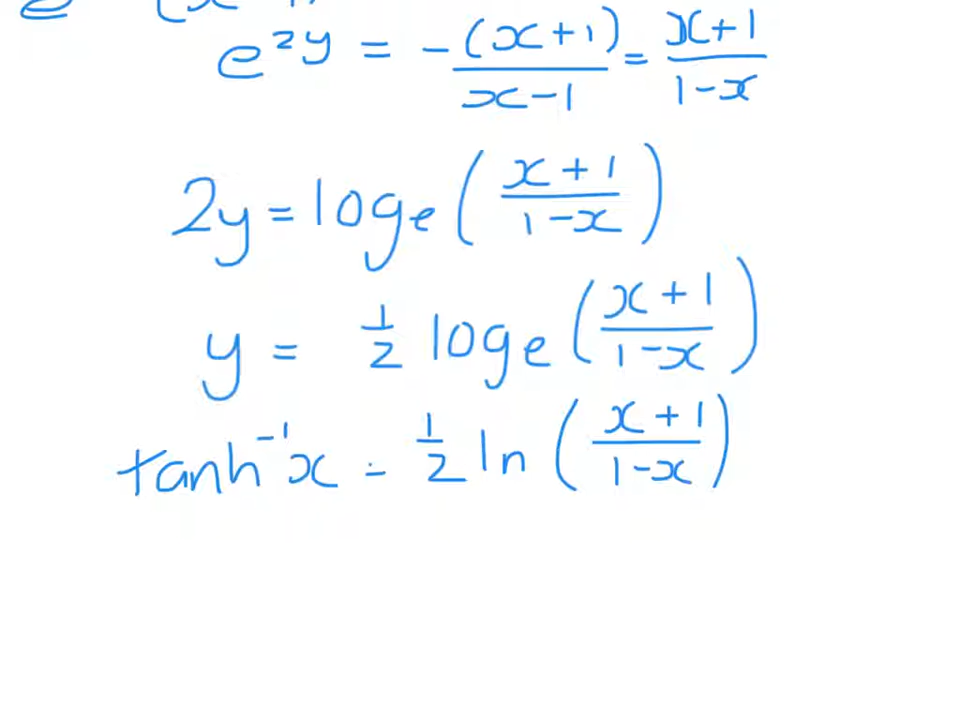 e^{2y} = -(x+1)/(x-1) = (x+1)/(1-x)
2y = log_e((x+1)/(1-x))
y = 1/2 log_e((x+1)/(1-x))
tanh^{-1}x = 1/2 ln((x+1)/(1-x))